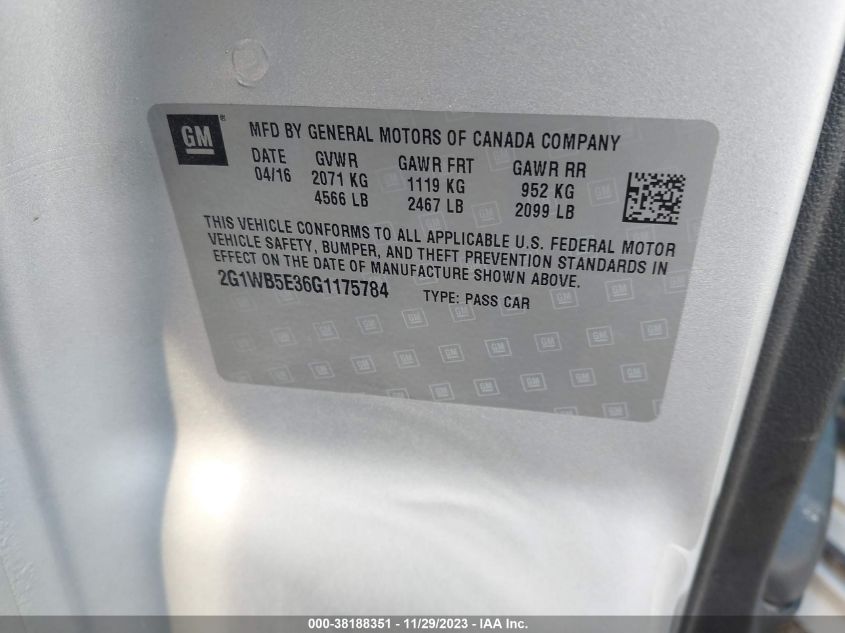 GM®
MFD BY GENERAL MOTORS OF CANADA COMPANY
DATE GVWR GAWR FRT GAWR RR
04/16 2071 KG 1119 KG 952 KG
4566 LB 2467 LB 2099 LB
THIS VEHICLE CONFORMS TO ALL APPLICABLE U.S. FEDERAL MOTOR
VEHICLE SAFETY, BUMPER, AND THEFT PREVENTION STANDARDS IN
EFFECT ON THE DATE OF MANUFACTURE SHOWN ABOVE.
2G1WB5E36G1175784 TYPE: PASS CAR
000-38188351 - 11/29/2023 - IAA Inc.